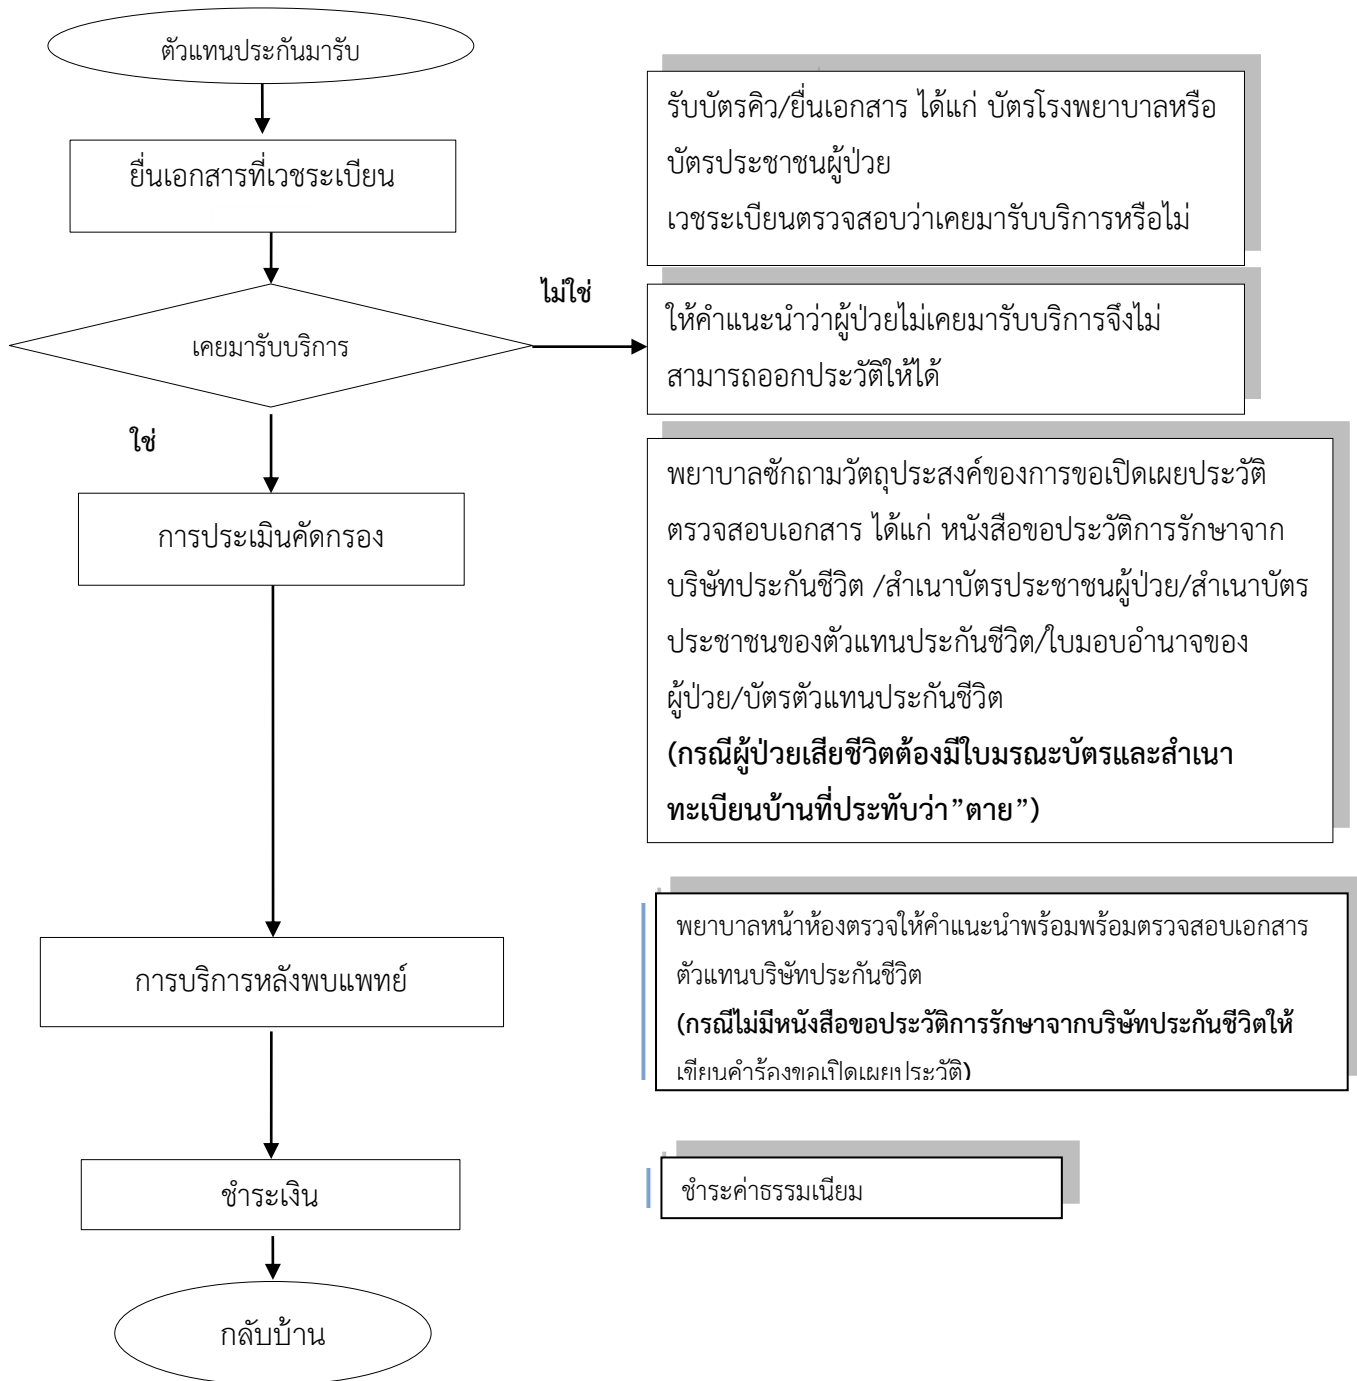 ตัวแทนประกันมารับ
รับบัตรคิว/ยื่นเอกสาร ได้แก่ บัตรโรงพยาบาลหรือ
บัตรประชาชนผู้ป่วย
เวชระเบียนตรวจสอบว่าเคยมารับบริการหรือไม่
ยื่นเอกสารที่เวชระเบียน
ไม่ใช่
เคยมารับบริการ
ให้คำแนะนำว่าผู้ป่วยไม่เคยมารับบริการจึงไม่
สามารถออกประวัติให้ได้
ใช่
การประเมินคัดกรอง
พยาบาลซักถามวัตถุประสงค์ของการขอเปิดเผยประวัติ
ตรวจสอบเอกสาร ได้แก่ หนังสือขอประวัติการรักษาจาก
บริษัทประกันชีวิต /สำเนาบัตรประชาชนผู้ป่วย/สำเนาบัตร
ประชาชนของตัวแทนประกันชีวิต/ใบมอบอำนาจของ
ผู้ป่วย/บัตรตัวแทนประกันชีวิต
(กรณีผู้ป่วยเสียชีวิตต้องมีใบมรณะบัตรและสำเนา
ทะเบียนบ้านที่ประทับว่า”ตาย”)
การบริการหลังพบแพทย์
พยาบาลหน้าห้องตรวจให้คำแนะนำพร้อมพร้อมตรวจสอบเอกสาร
ตัวแทนบริษัทประกันชีวิต
(กรณีไม่มีหนังสือขอประวัติการรักษาจากบริษัทประกันชีวิตให้
เขียนคำร้องขอเปิดเผยประวัติ)
ชำระเงิน
ชำระค่าธรรมเนียม
กลับบ้าน